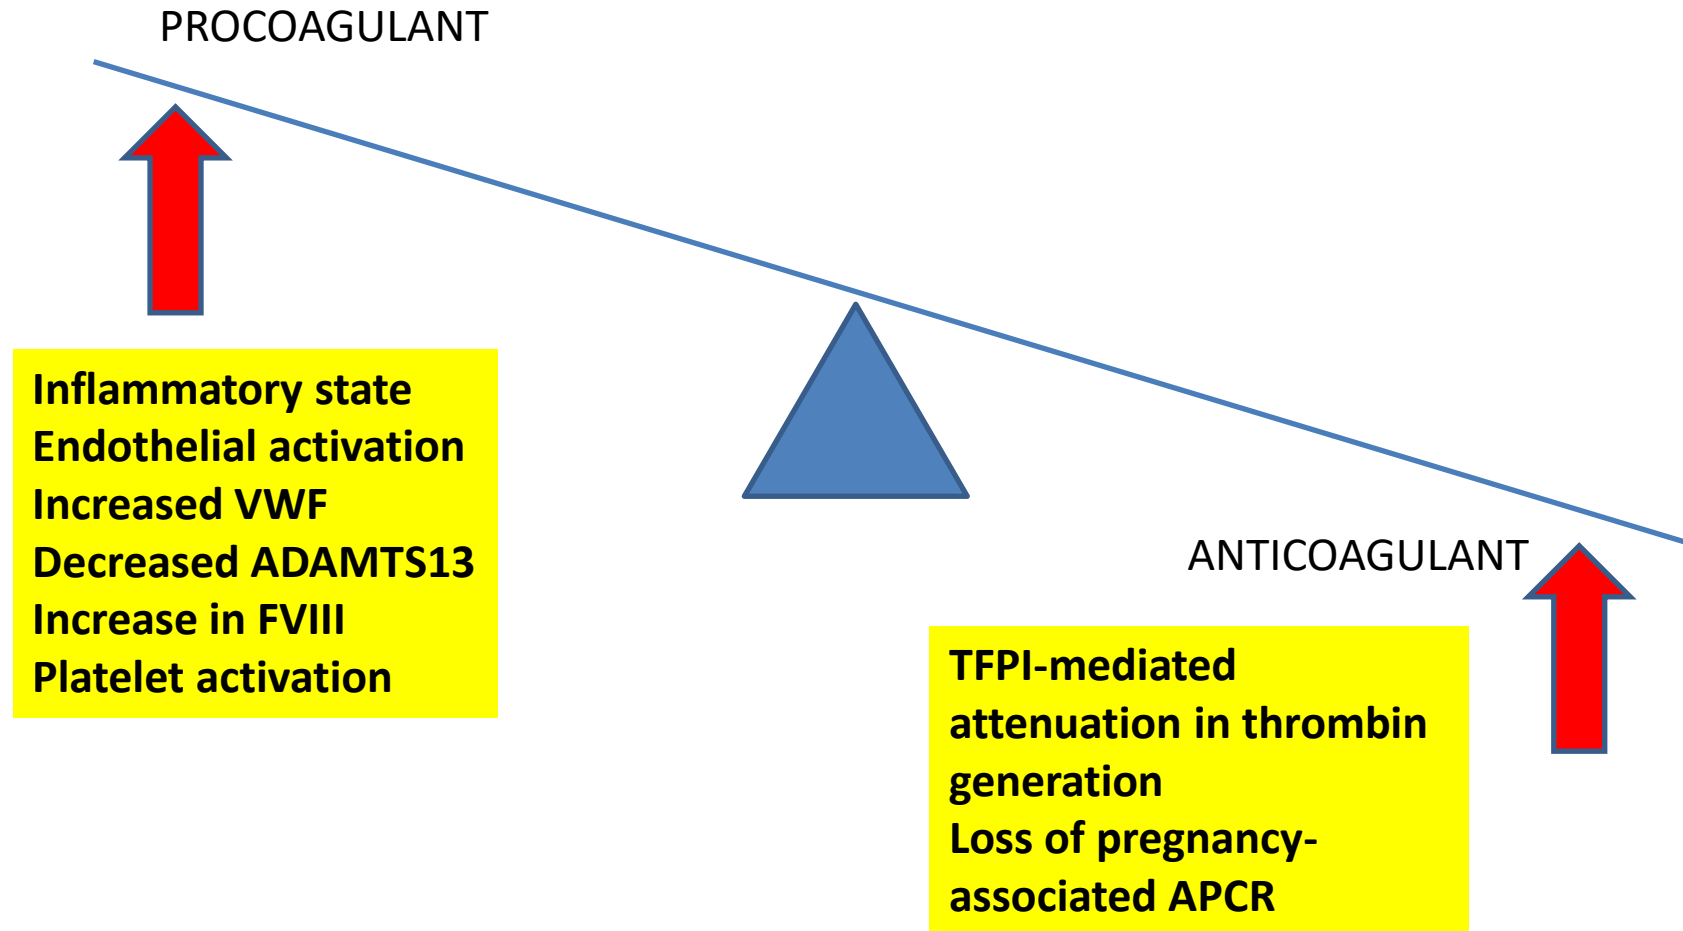 PROCOAGULANT
Inflammatory state
Endothelial activation
Increased VWF
Decreased ADAMTS13
Increase in FVIII
Platelet activation
ANTICOAGULANT
TFPI-mediated
attenuation in thrombin
generation
Loss of pregnancy-
associated APCR